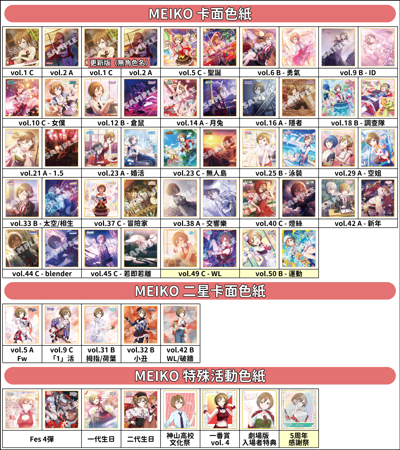 MEIKO 卡面色紙
更新版（無角色名）
vol.1 C vol.2 A vol.1 C vol.2 A vol.5 C - 聖誕 vol.6 B - 勇氣 vol.9 B - ID
vol.10 C - 女僕 vol.12 B - 倉鼠 vol.14 A - 月兔 vol.16 A - 隱者 vol.18 B - 調查隊
vol.21 A - 1.5 vol.23 A - 婚活 vol.23 C - 無人島 vol.25 B - 泳裝 vol.29 A - 空姐
vol.33 B - 太空/相生 vol.37 C - 冒險家 vol.38 A - 交響樂 vol.40 C - 燈絲 vol.42 A - 新年
vol.44 C - blender vol.45 C - 若即若離 vol.49 C - WL vol.50 B - 運動
MEIKO 二星卡面色紙
vol.5 A vol.9 C vol.31 B vol.32 B vol.42 B
Fw 「1」活 拇指/荷葉 小丑 WL/破牆
MEIKO 特殊活動色紙
Fes 4彈 一代生日 二代生日 神山高校 一番賞 劇場版 5周年
文化祭 vol. 4 入場者特典 感謝祭